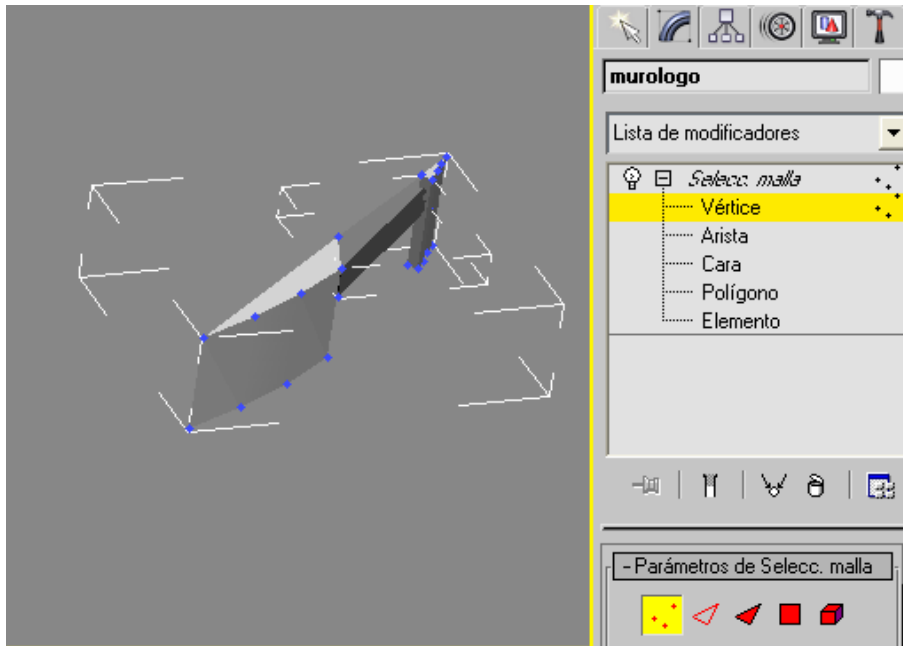 murologo
Lista de modificadores
Selecc. malla
Vértice
Arista
Cara
Polígono
Elemento
- Parámetros de Selecc. malla